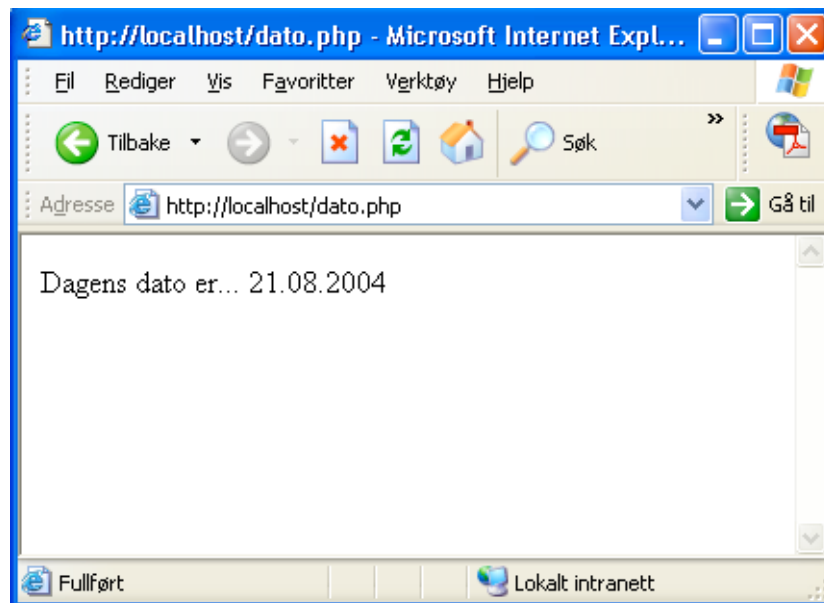 http://localhost/dato.php - Microsoft Internet Expl...
Fil Rediger Vis Favoritter Verktøy Hjelp
Tilbake Søk »
Adresse http://localhost/dato.php Gå til
Dagens dato er... 21.08.2004
Fullført Lokalt intranett